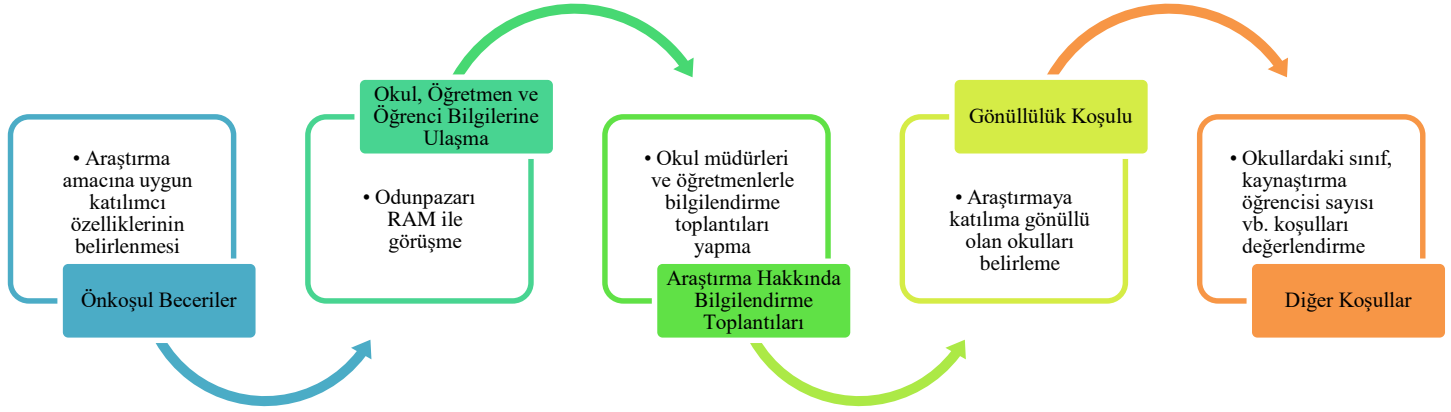 • Araştırma
amacına uygun
katılımcı
özelliklerinin
belirlenmesi
Önkoşul Beceriler
Okul, Öğretmen ve
Öğrenci Bilgilerine
Ulaşma
• Odunpazarı
RAM ile
görüşme
• Okul müdürleri
ve öğretmenlerle
bilgilendirme
toplantıları
yapma
Araştırma Hakkında
Bilgilendirme
Toplantıları
Gönüllülük Koşulu
• Araştırmaya
katılıma gönüllü
olan okulları
belirleme
• Okullardaki sınıf,
kaynaştırma
öğrencisi sayısı
vb. koşulları
değerlendirme
Diğer Koşullar